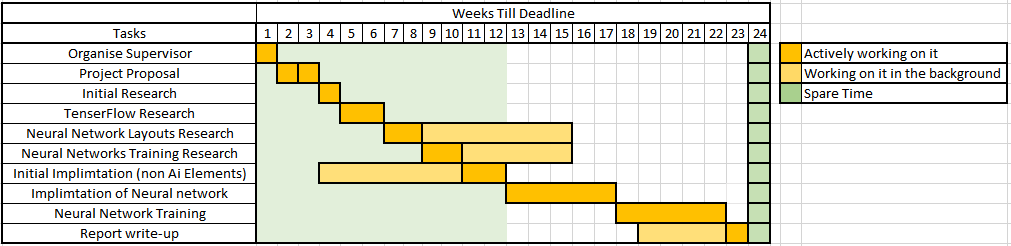 Weeks Till Deadline
Tasks 1 2 3 4 5 6 7 8 9 10 11 12 13 14 15 16 17 18 19 20 21 22 23 24
Organise Supervisor Actively working on it
Project Proposal Working on it in the background
Initial Research Spare Time
TenserFlow Research
Neural Network Layouts Research
Neural Networks Training Research
Initial Implimtation (non Ai Elements)
Implimtation of Neural network
Neural Network Training
Report write-up